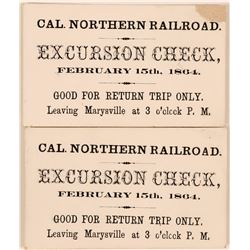 CAL. NORTHERN RAILROAD.
EXCURSION CHECK,
FEBRUARY 15th, 1864.
GOOD FOR RETURN TRIP ONLY.
Leaving Marysville at 3 o'clock P. M.
CAL. NORTHERN RAILROAD.
EXCURSION CHECK,
FEBRUARY 15th, 1864.
GOOD FOR RETURN TRIP ONLY.
Leaving Marysville at 3 o'clock P. M.